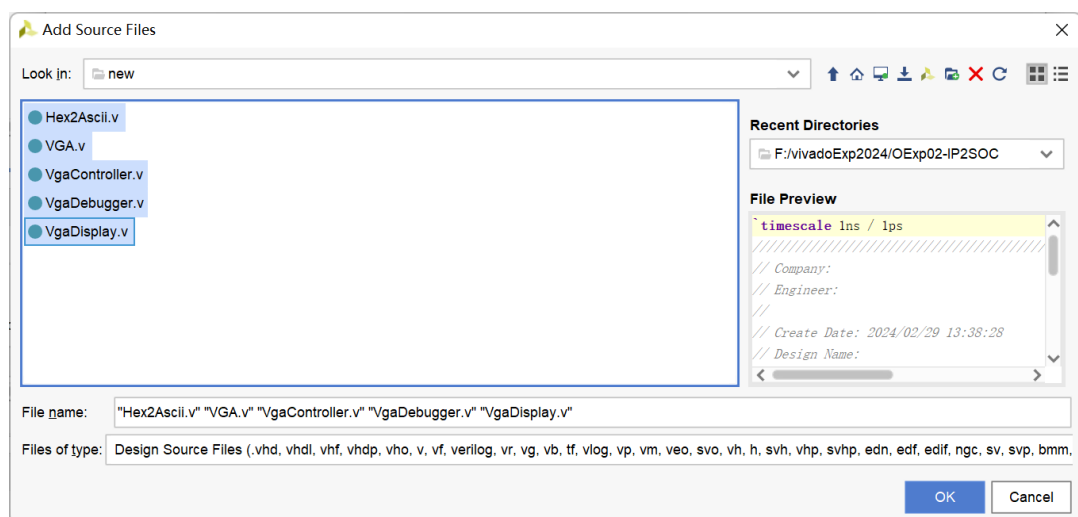 Add Source Files
Look in: new
Hex2Ascii.v
VGA.v
VgaController.v
VgaDebugger.v
VgaDisplay.v
Recent Directories
F:/vivadoExp2024/OExp02-IP2SOC
File Preview
`timescale 1ns / 1ps
//////////////////////////////////////////
// Company:
// Engineer:
//
// Create Date: 2024/02/29 13:38:28
// Design Name:
File name: "Hex2Ascii.v" "VGA.v" "VgaController.v" "VgaDebugger.v" "VgaDisplay.v"
Files of type: Design Source Files (.vhd, vhdl, vhf, vhdp, vho, v, vf, verilog, vr, vg, vb, tf, vlog, vp, vm, veo, svo, vh, h, svh, vhp, svhp, edn, edf, edif, ngc, sv, svp, bmm,
OK Cancel